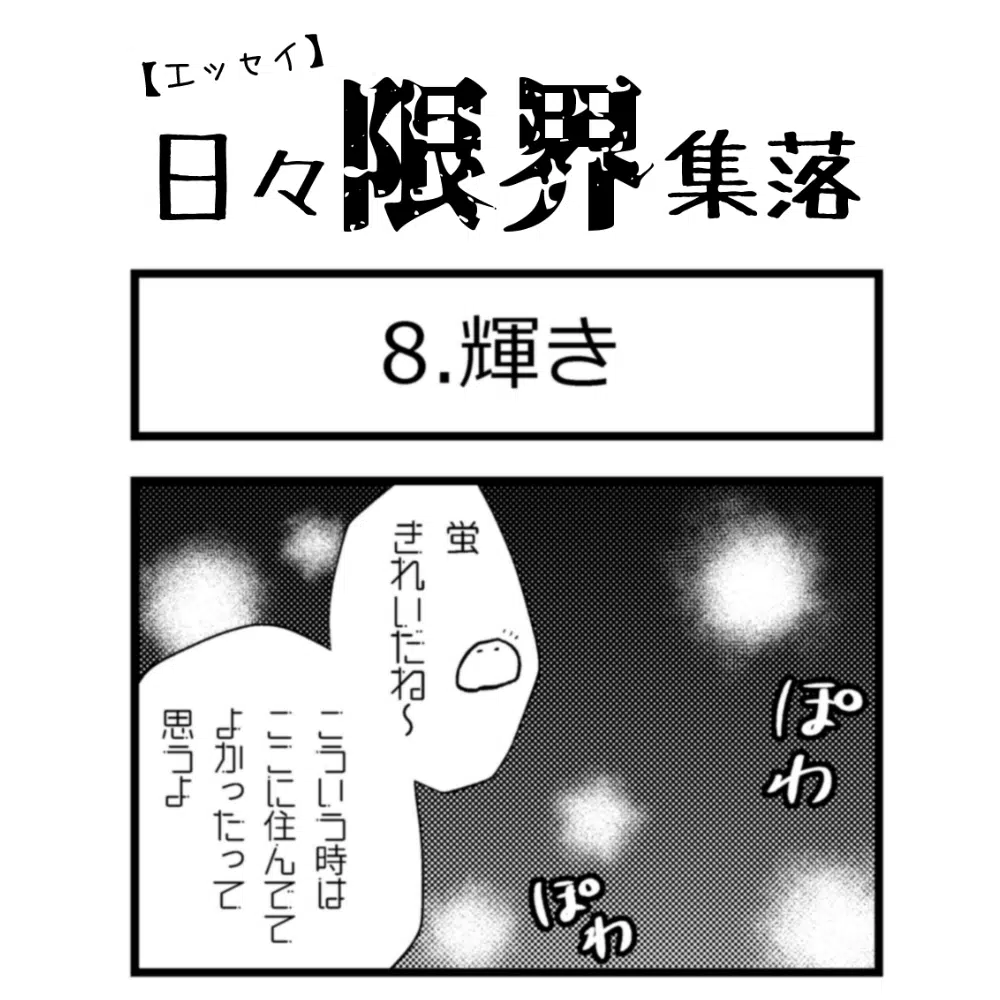 【エッセイ】
日々限界集落
8.輝き
蛍
きれいだね〜
こういう時は
ここに住んでて
よかったって
思うよ
ぽわ
ぽわ